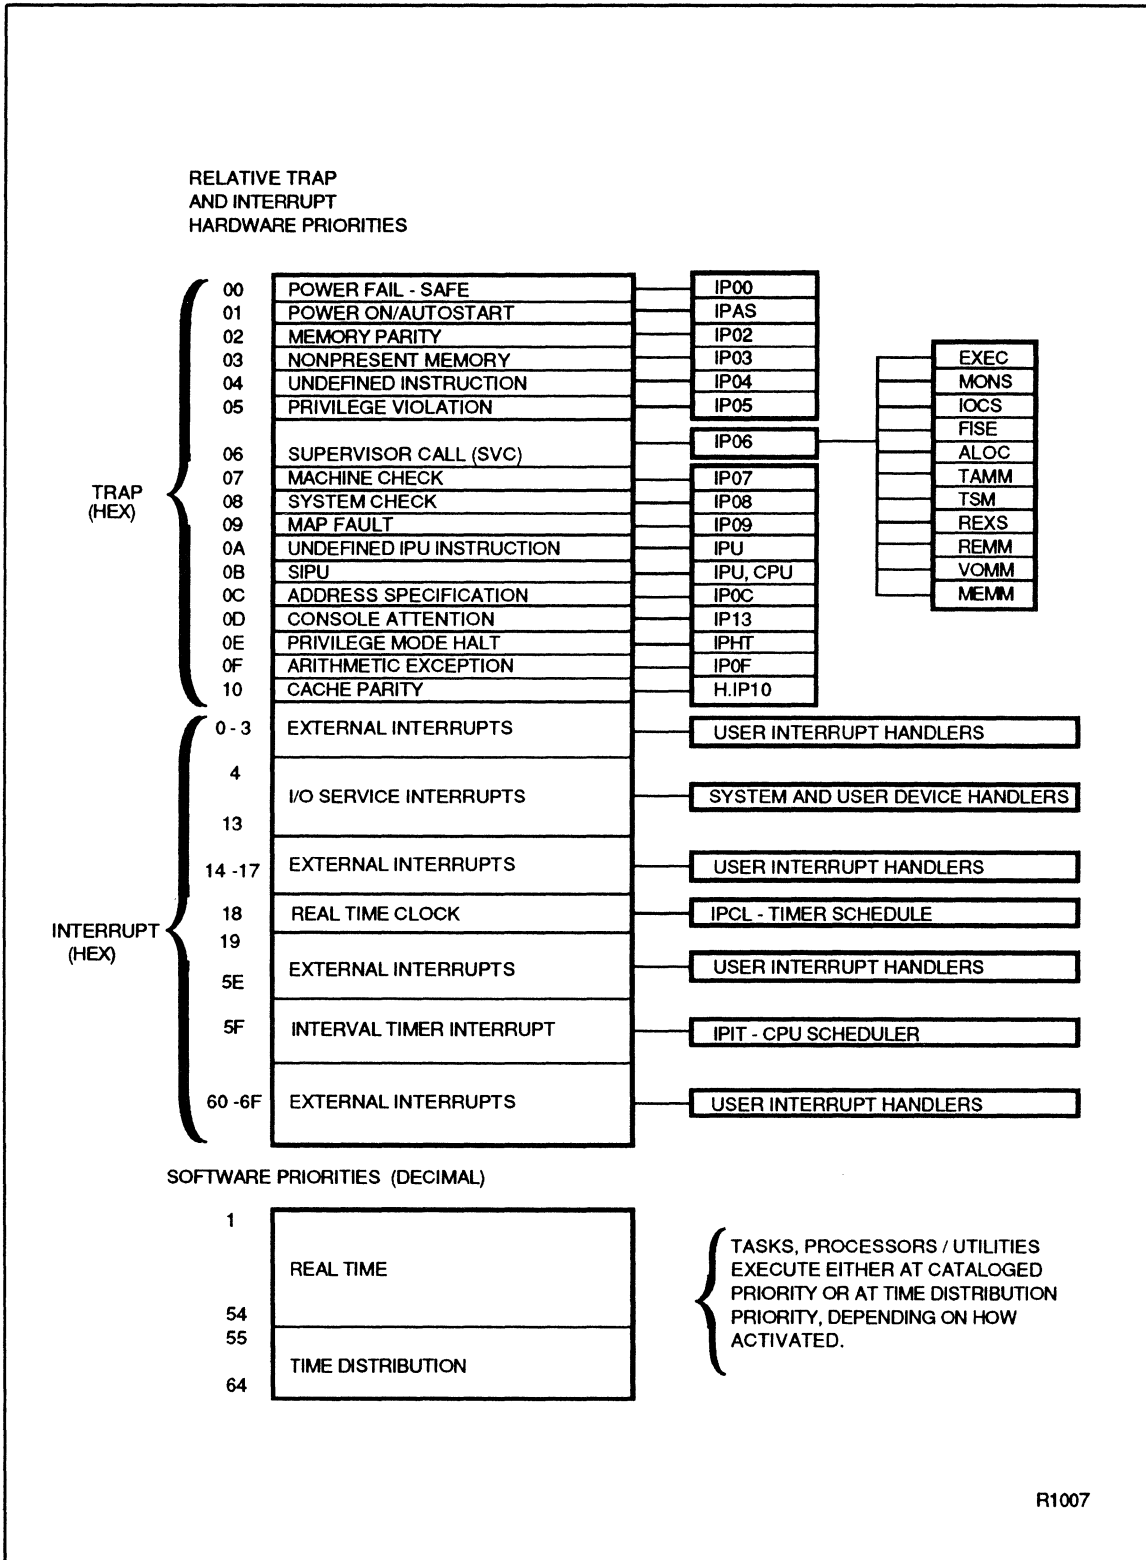 RELATIVE TRAP
AND INTERRUPT
HARDWARE PRIORITIES
TRAP
(HEX)
00 POWER FAIL - SAFE IP00
01 POWER ON/AUTOSTART IPAS
02 MEMORY PARITY IP02
03 NONPRESENT MEMORY IP03
04 UNDEFINED INSTRUCTION IP04
05 PRIVILEGE VIOLATION IP05
06 SUPERVISOR CALL (SVC) IP06
07 MACHINE CHECK IP07
08 SYSTEM CHECK IP08
09 MAP FAULT IP09
0A UNDEFINED IPU INSTRUCTION IPU
0B SIPU IPU, CPU
0C ADDRESS SPECIFICATION IP0C
0D CONSOLE ATTENTION IP13
0E PRIVILEGE MODE HALT IPHT
0F ARITHMETIC EXCEPTION IP0F
10 CACHE PARITY H.IP10
EXEC
MONS
IOCS
FISE
ALOC
TAMM
TSM
REXS
REMM
VOMM
MEMM
INTERRUPT
(HEX)
0 - 3 EXTERNAL INTERRUPTS USER INTERRUPT HANDLERS
4
I/O SERVICE INTERRUPTS SYSTEM AND USER DEVICE HANDLERS
13
14 -17 EXTERNAL INTERRUPTS USER INTERRUPT HANDLERS
18 REAL TIME CLOCK IPCL - TIMER SCHEDULE
19
EXTERNAL INTERRUPTS USER INTERRUPT HANDLERS
5E
5F INTERVAL TIMER INTERRUPT IPIT - CPU SCHEDULER
60 -6F EXTERNAL INTERRUPTS USER INTERRUPT HANDLERS
SOFTWARE PRIORITIES (DECIMAL)
1
REAL TIME
54
55
TIME DISTRIBUTION
64
TASKS, PROCESSORS / UTILITIES
EXECUTE EITHER AT CATALOGED
PRIORITY OR AT TIME DISTRIBUTION
PRIORITY, DEPENDING ON HOW
ACTIVATED.
R1007